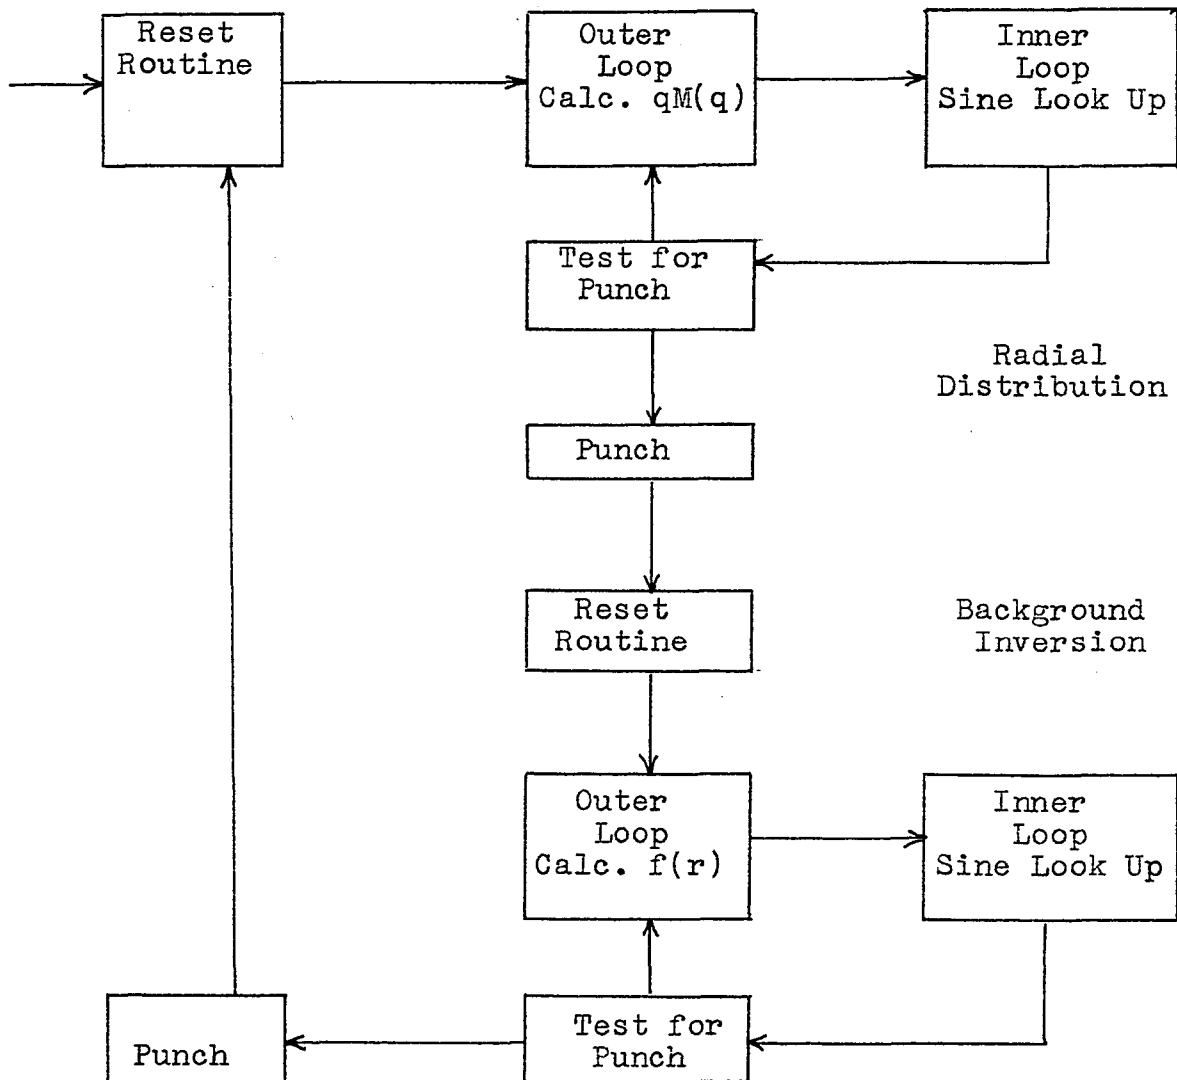 Reset
Routine
Outer
Loop
Calc. qM(q)
Inner
Loop
Sine Look Up
Test for
Punch
Radial
Distribution
Punch
Reset
Routine
Background
Inversion
Outer
Loop
Calc. f(r)
Inner
Loop
Sine Look Up
Punch
Test for
Punch